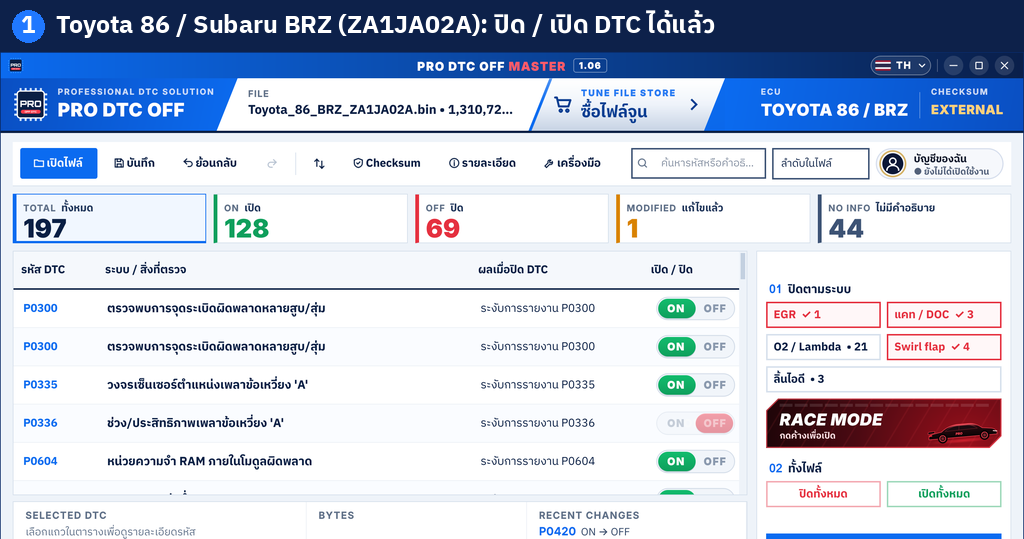 1 Toyota 86 / Subaru BRZ (ZA1JA02A): ปิด / เปิด DTC ได้แล้ว
PRO
PRO DTC OFF MASTER 1.06
TH
PRO
PROFESSIONAL DTC SOLUTION
PRO DTC OFF
FILE
Toyota_86_BRZ_ZA1JA02A.bin • 1,310,72...
TUNE FILE STORE
ซื้อไฟล์จูน
ECU
TOYOTA 86 / BRZ
CHECKSUM
EXTERNAL
เปิดไฟล์
บันทึก
ย้อนกลับ
Checksum
รายละเอียด
เครื่องมือ
ค้นหารหัสหรือคำอธิ...
ลำดับในไฟล์
บัญชีของฉัน
ยังไม่ได้เปิดใช้งาน
TOTAL ทั้งหมด
197
ON เปิด
128
OFF ปิด
69
MODIFIED แก้ไขแล้ว
1
NO INFO ไม่มีคำอธิบาย
44
รหัส DTC ระบบ / สิ่งที่ตรวจ ผลเมื่อปิด DTC เปิด / ปิด
P0300 ตรวจพบการจุดระเบิดผิดพลาดหลายสูบ/สุ่ม ระงับการรายงาน P0300 ON OFF
P0300 ตรวจพบการจุดระเบิดผิดพลาดหลายสูบ/สุ่ม ระงับการรายงาน P0300 ON OFF
P0335 วงจรเซ็นเซอร์ตำแหน่งเพลาข้อเหวี่ยง 'A' ระงับการรายงาน P0335 ON OFF
P0336 ช่วง/ประสิทธิภาพเพลาข้อเหวี่ยง 'A' ระงับการรายงาน P0336 ON OFF
P0604 หน่วยความจำ RAM ภายในโมดูลผิดพลาด ระงับการรายงาน P0604 ON OFF
01 ปิดตามระบบ
EGR ✓ 1
แคท / DOC ✓ 3
O2 / Lambda • 21
Swirl flap ✓ 4
ลิ้นไอดี • 3
RACE MODE
กดค้างเพื่อเปิด
02 ทั้งไฟล์
ปิดทั้งหมด
เปิดทั้งหมด
SELECTED DTC
เลือกแถวในตารางเพื่อดูรายละเอียดรหัส
BYTES
RECENT CHANGES
P0420 ON → OFF